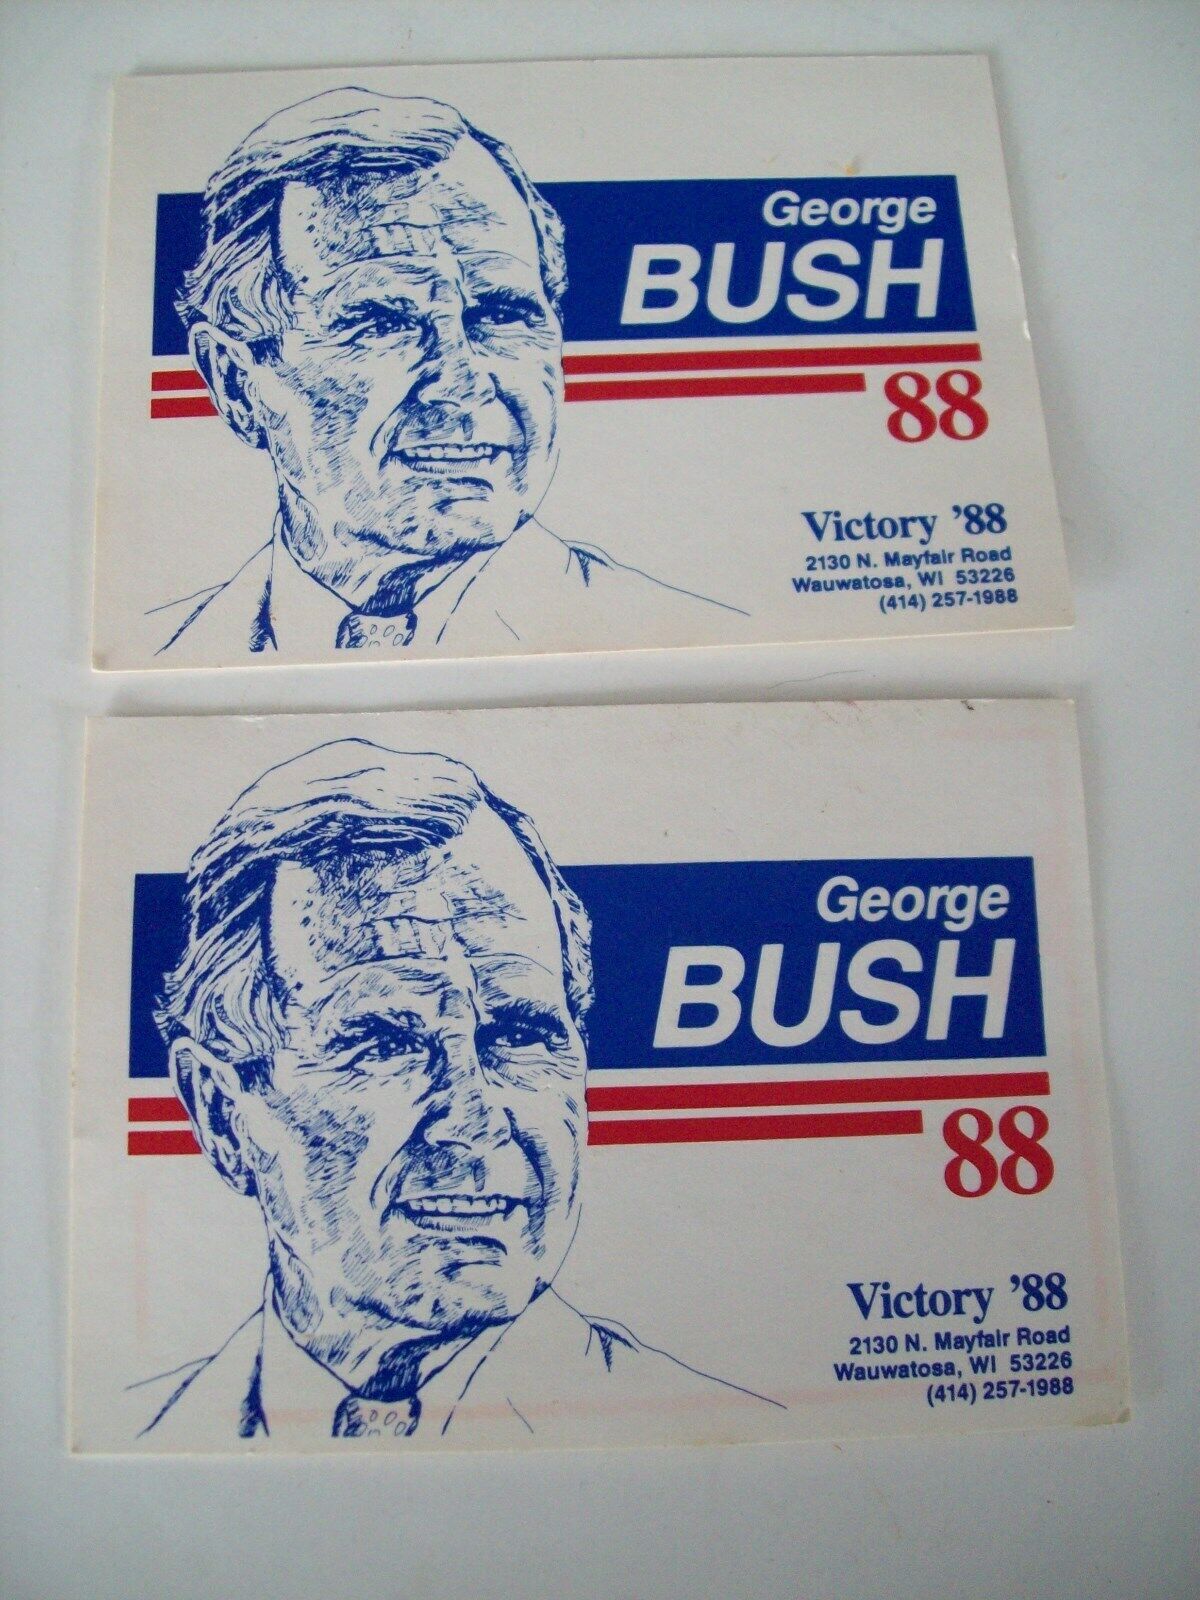 George
BUSH
88
Victory '88
2130 N. Mayfair Road
Wauwatosa, WI 53226
(414) 257-1988
George
BUSH
88
Victory '88
2130 N. Mayfair Road
Wauwatosa, WI 53226
(414) 257-1988